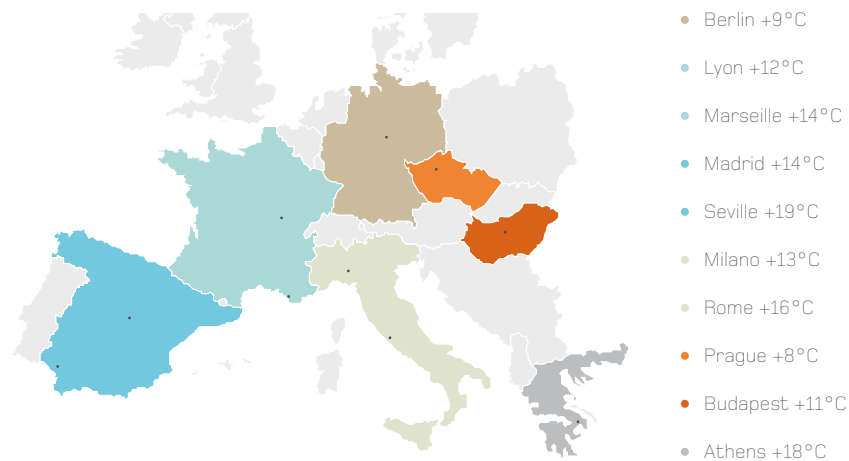 Berlin +9°C
Lyon +12°C
Marseille +14°C
Madrid +14°C
Seville +19°C
Milano +13°C
Rome +16°C
Prague +8°C
Budapest +11°C
Athens +18°C